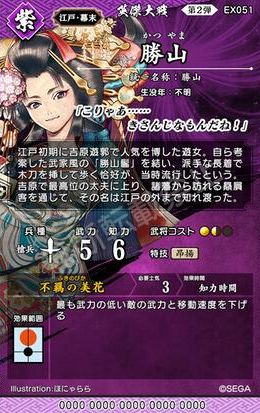 紫
江戸・幕末
英傑大戦
第2弾
EX051
かつ やま
勝山
統一名称：勝山
生没年：不明
「こりゃあ……
きさんじなもんだね！」
江戸初期に吉原遊郭で人気を博した遊女。自ら考
案した武家風の「勝山髷」を結い、派手な長着で
木刀を挿して歩く恰好が、当時流行したという。
吉原で最高位の太夫に上り、諸藩から訪れる贔屓
客を通して、その名は江戸の外まで知れ渡った。
兵種 武力 知力 武将コスト
槍兵 5 6
特技 昂揚
ふきのびか
不羈の美花
必要士気 3
効果時間 知力時間
効果範囲
最も武力の低い敵の武力と移動速度を下げ
る
Illustration:ほにゃらら
©SEGA
0000-0000-0000-0000-0000